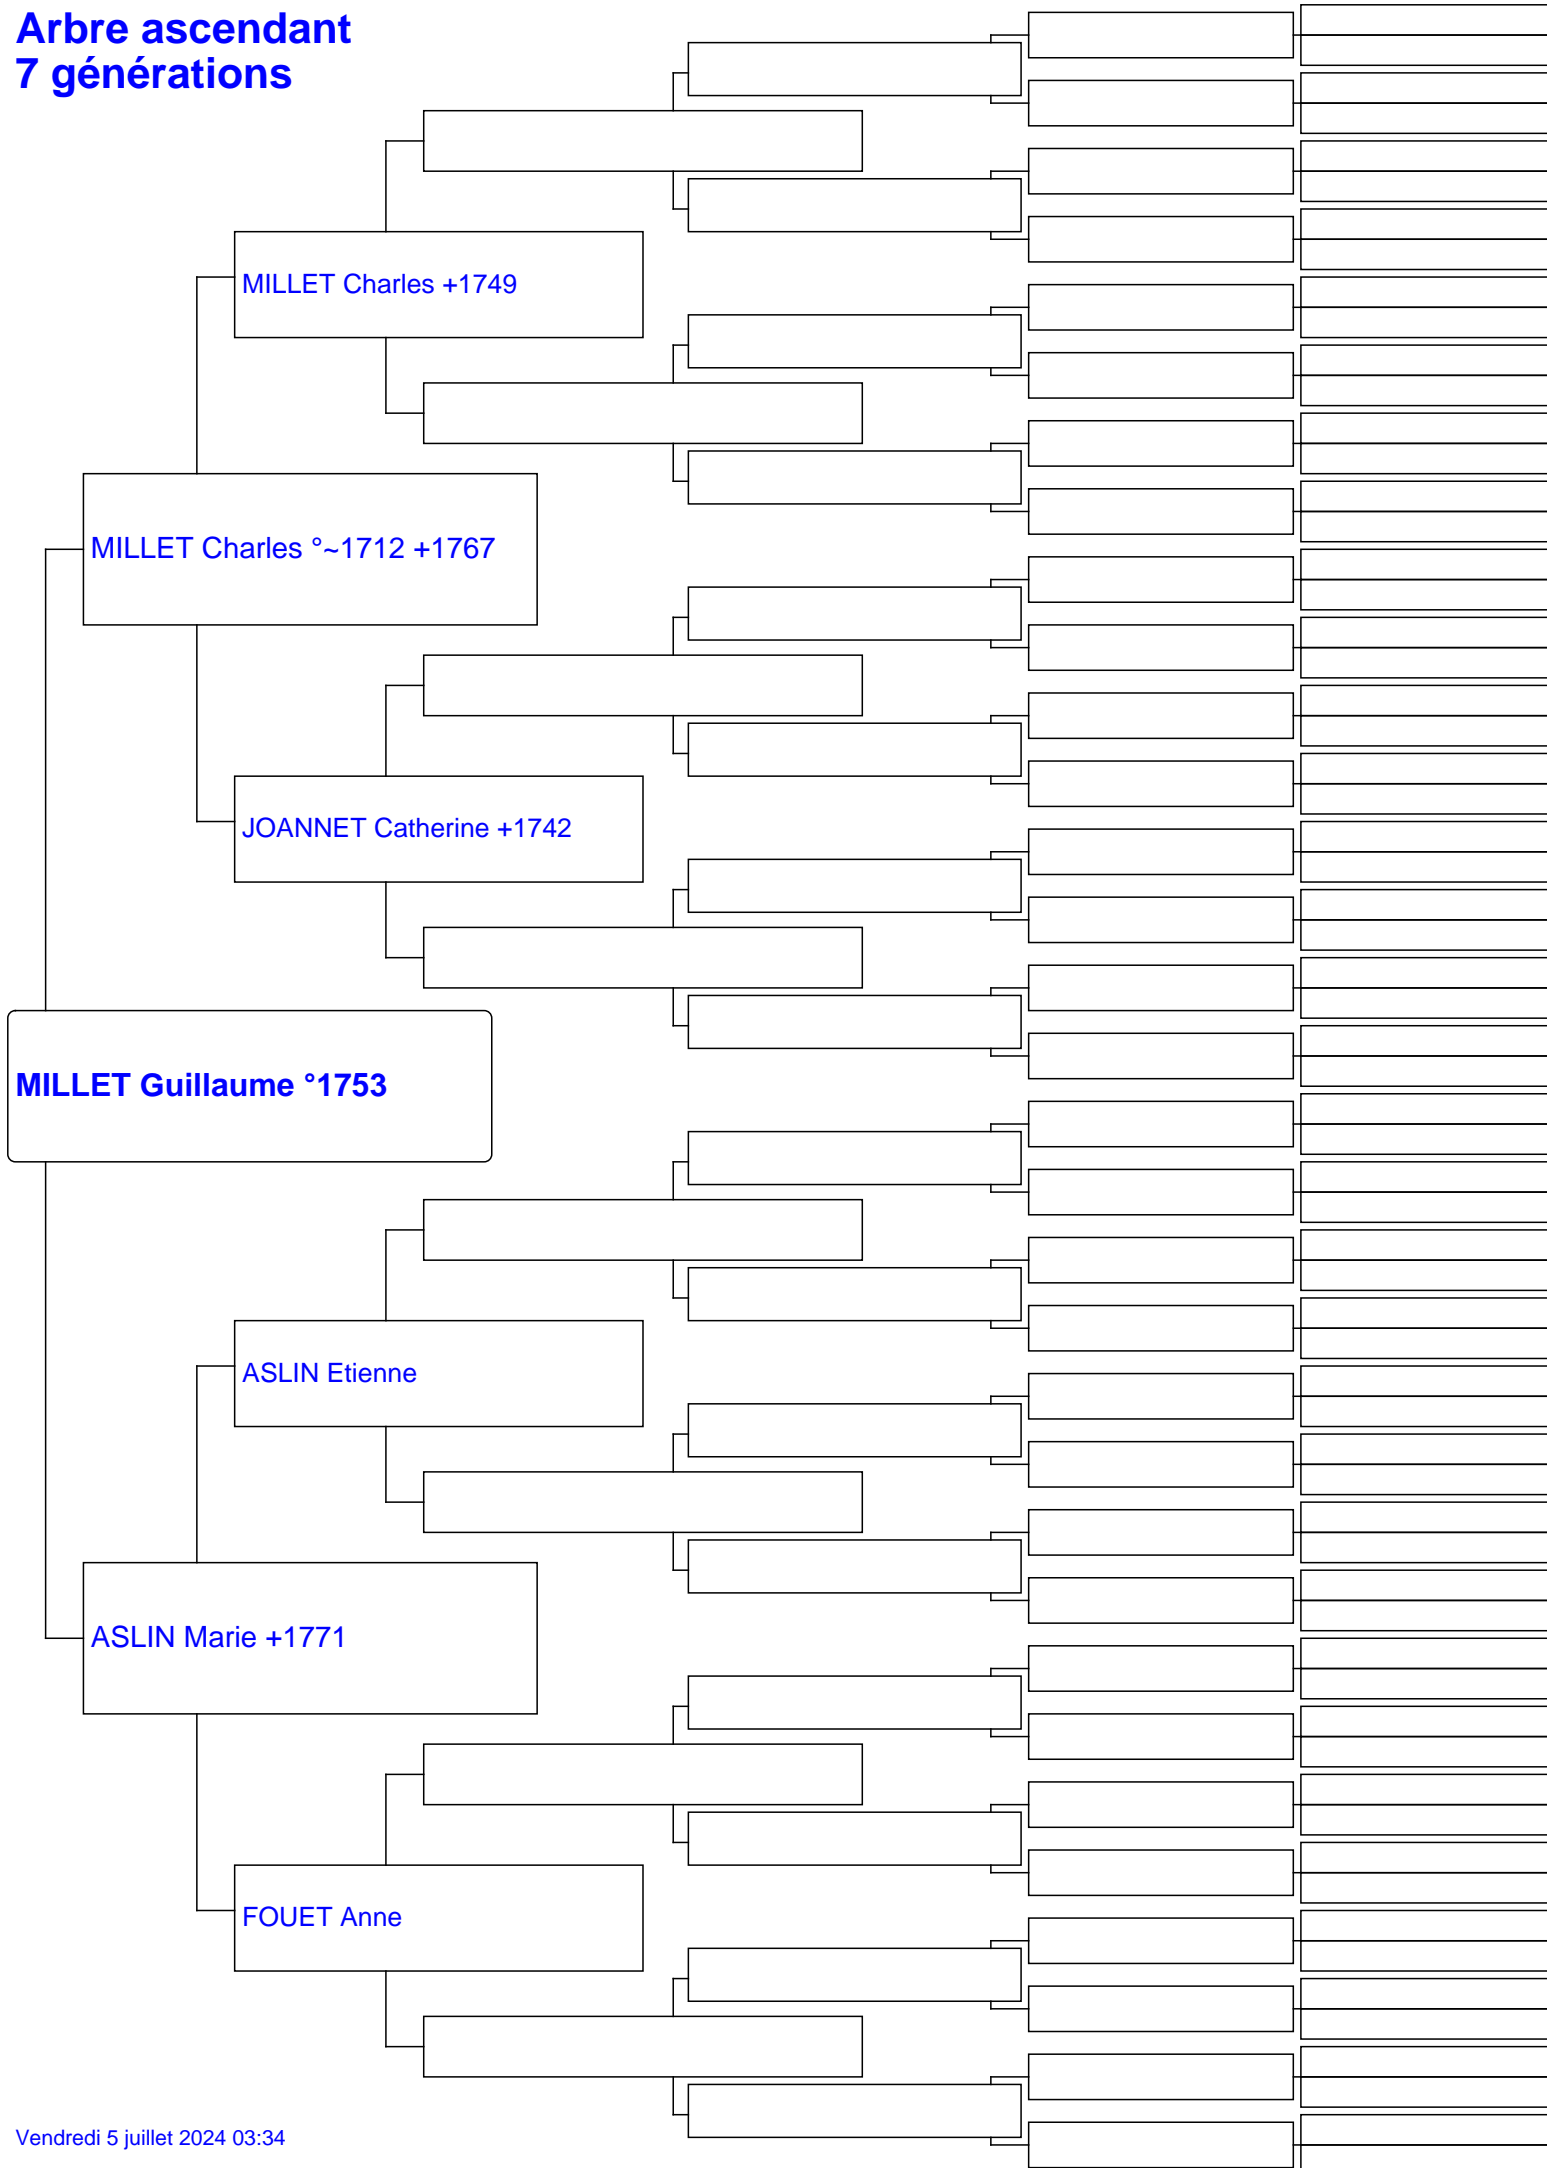 Arbre ascendant
7 générations
MILLET Charles +1749
MILLET Charles °~1712 +1767
JOANNET Catherine +1742
MILLET Guillaume °1753
ASLIN Etienne
ASLIN Marie +1771
FOUET Anne
Vendredi 5 juillet 2024 03:34